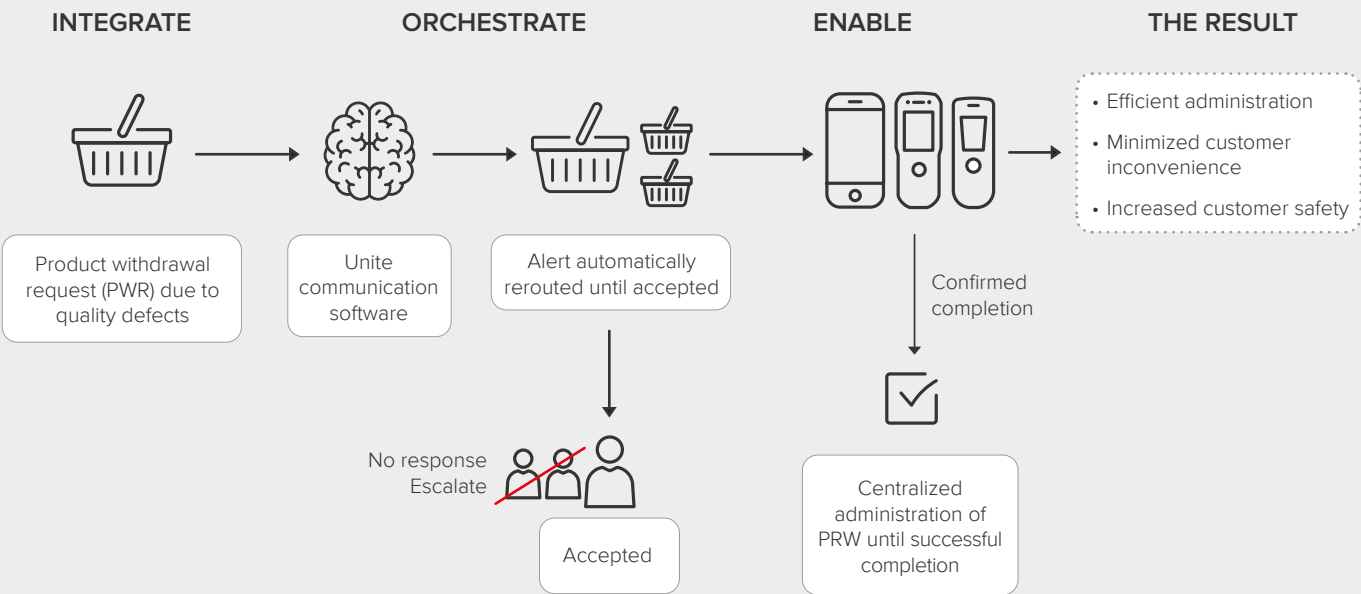 INTEGRATE
ORCHESTRATE
ENABLE
THE RESULT
Product withdrawal
request (PWR) due to
quality defects
Unite
communication
software
Alert automatically
rerouted until accepted
No response
Escalate
Accepted
Confirmed
completion
Centralized
administration of
PRW until successful
completion
• Efficient administration
• Minimized customer
inconvenience
• Increased customer safety